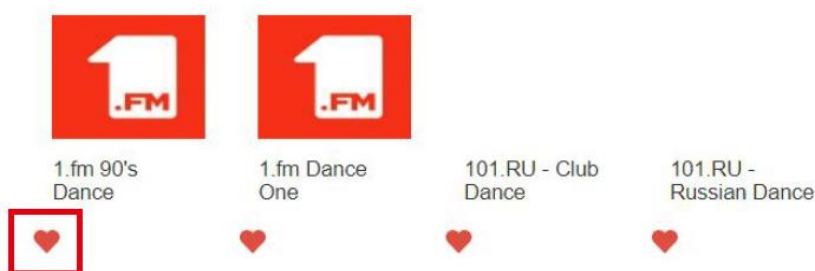 .FM
.FM
1.fm 90's
Dance
1.fm Dance
One
101.RU - Club
Dance
101.RU -
Russian Dance